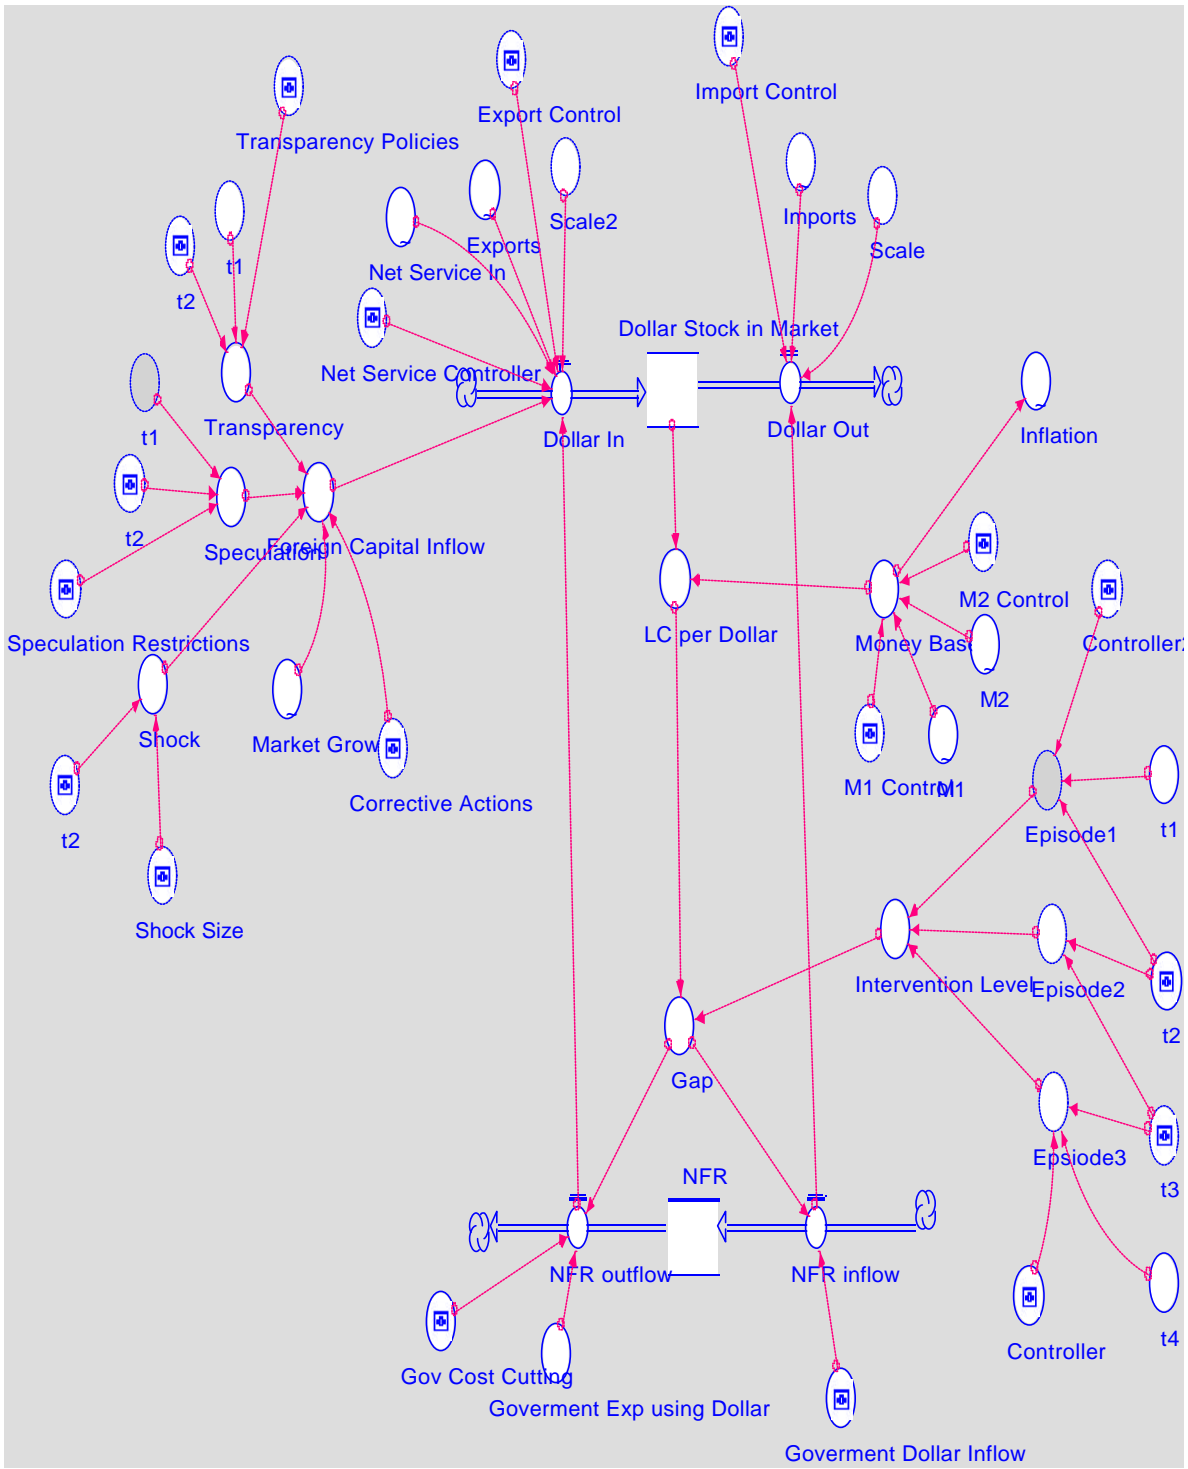 Import Control
Export Control
Transparency Policies
Scale2
Imports
Exports
Scale
t1
Net Service In
t2
Dollar Stock in Market
Net Service Controller
Transparency
Dollar In
Dollar Out
Inflation
t1
t2
Speculation
Foreign Capital Inflow
M2 Control
Speculation Restrictions
LC per Dollar
Money Base
Controller2
M2
Shock
Market Grow
M1 Control
M1
Corrective Actions
t2
Episode1
t1
Shock Size
Intervention Level
Episode2
t2
Gap
Epsiode3
NFR
t3
NFR outflow
NFR inflow
Controller
t4
Gov Cost Cutting
Goverment Exp using Dollar
Goverment Dollar Inflow